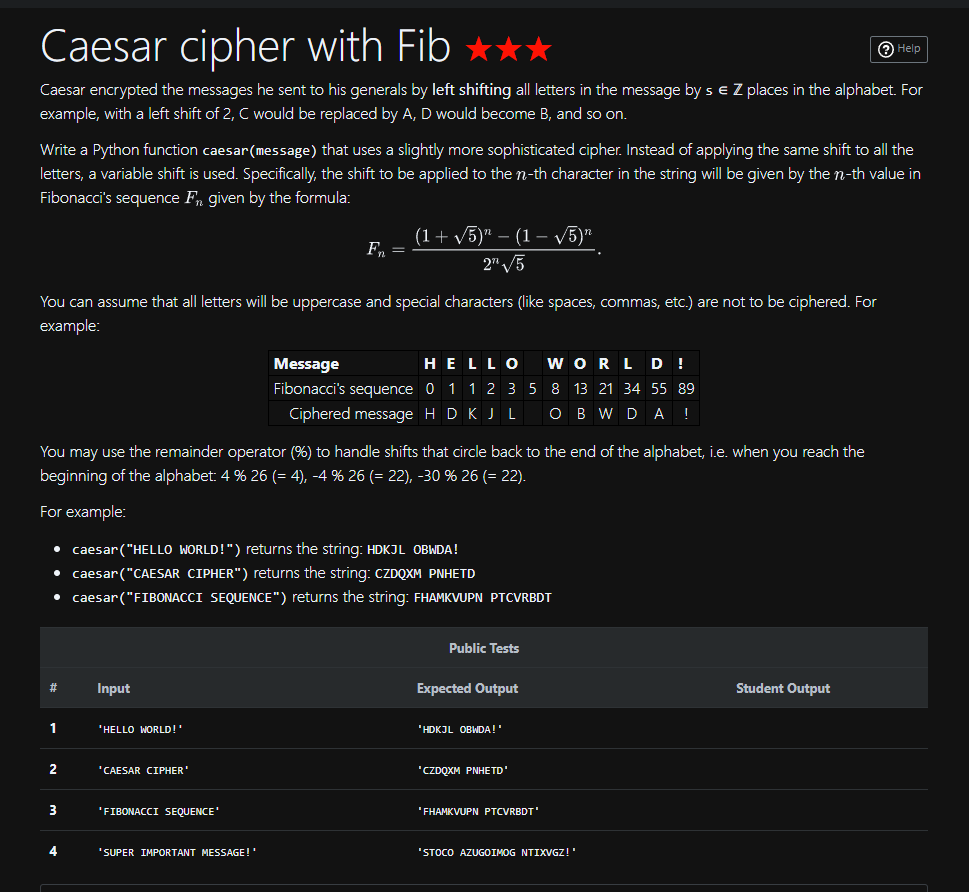 Caesar cipher with Fib ★★★
? Help
Caesar encrypted the messages he sent to his generals by left shifting all letters in the message by s ∈ ℤ places in the alphabet. For
example, with a left shift of 2, C would be replaced by A, D would become B, and so on.
Write a Python function caesar(message) that uses a slightly more sophisticated cipher. Instead of applying the same shift to all the
letters, a variable shift is used. Specifically, the shift to be applied to the n-th character in the string will be given by the n-th value in
Fibonacci's sequence Fₙ given by the formula:
Fₙ = ((1 + √5)ⁿ − (1 − √5)ⁿ) / (2ⁿ√5).
You can assume that all letters will be uppercase and special characters (like spaces, commas, etc.) are not to be ciphered. For
example:
Message H E L L O W O R L D !
Fibonacci's sequence 0 1 1 2 3 5 8 13 21 34 55 89
Ciphered message H D K J L O B W D A !
You may use the remainder operator (%) to handle shifts that circle back to the end of the alphabet, i.e. when you reach the
beginning of the alphabet: 4 % 26 (= 4), -4 % 26 (= 22), -30 % 26 (= 22).
For example:
• caesar("HELLO WORLD!") returns the string: HDKJL OBWDA!
• caesar("CAESAR CIPHER") returns the string: CZDQXM PNHETD
• caesar("FIBONACCI SEQUENCE") returns the string: FHAMKVUPN PTCVRBDT
Public Tests
# Input Expected Output Student Output
1 'HELLO WORLD!' 'HDKJL OBWDA!'
2 'CAESAR CIPHER' 'CZDQXM PNHETD'
3 'FIBONACCI SEQUENCE' 'FHAMKVUPN PTCVRBDT'
4 'SUPER IMPORTANT MESSAGE!' 'STOCO AZUGOIMOG NTIXVGZ!'